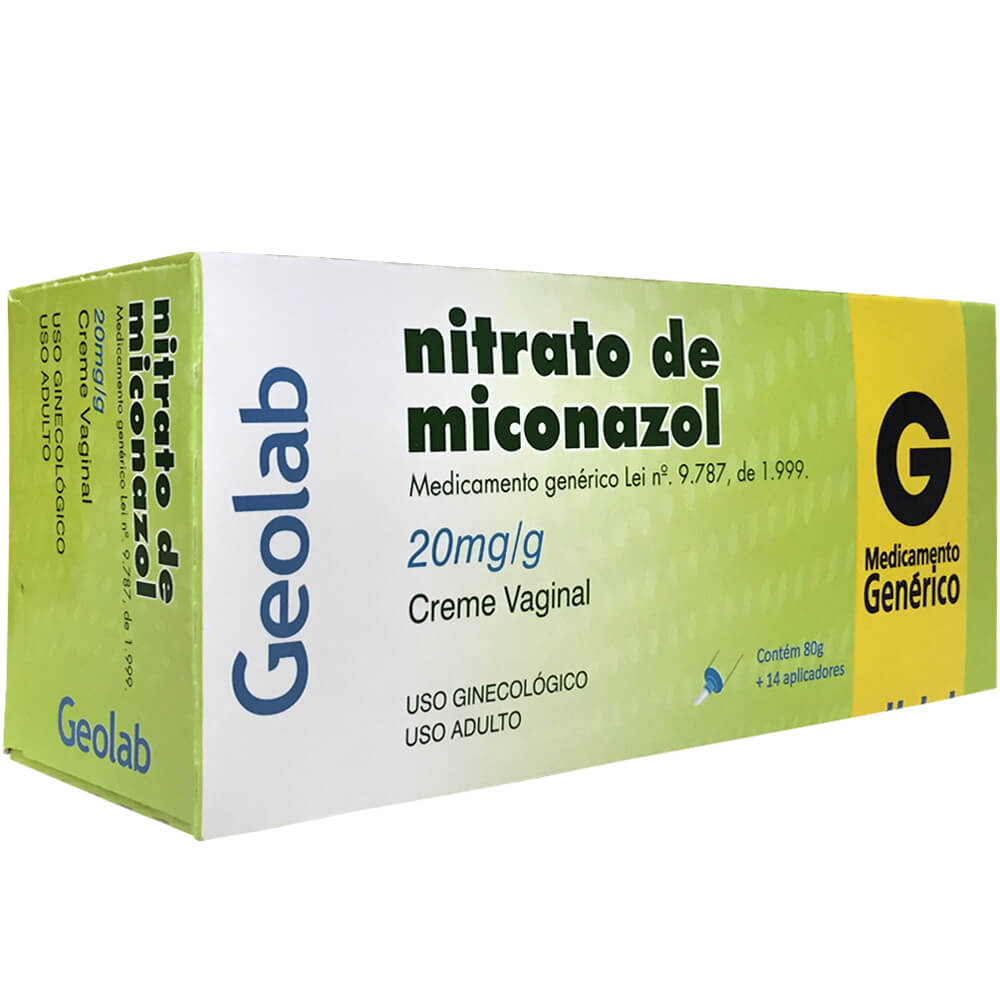 nitrato de
miconazol
Medicamento genérico Lei nº. 9.787, de 1.999.
20mg/g
Creme Vaginal
USO GINECOLÓGICO
USO ADULTO
Geolab
Geolab
nitrato de
miconazol
Medicamento genérico Lei nº. 9.787, de 1.999.
20mg/g
Creme Vaginal
USO GINECOLÓGICO
USO ADULTO
Contém 80g
+ 14 aplicadores
G
Medicamento
Genérico